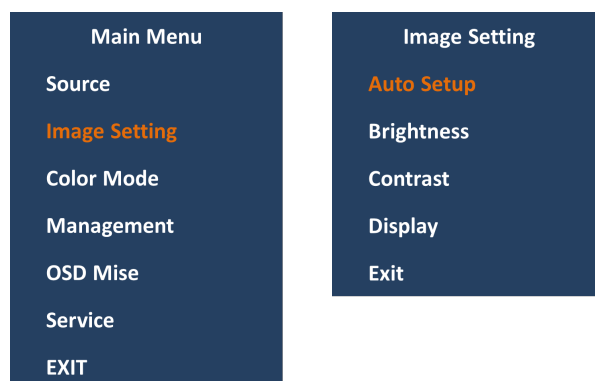 Main Menu
Source
Image Setting
Color Mode
Management
OSD Mise
Service
EXIT
Image Setting
Auto Setup
Brightness
Contrast
Display
Exit